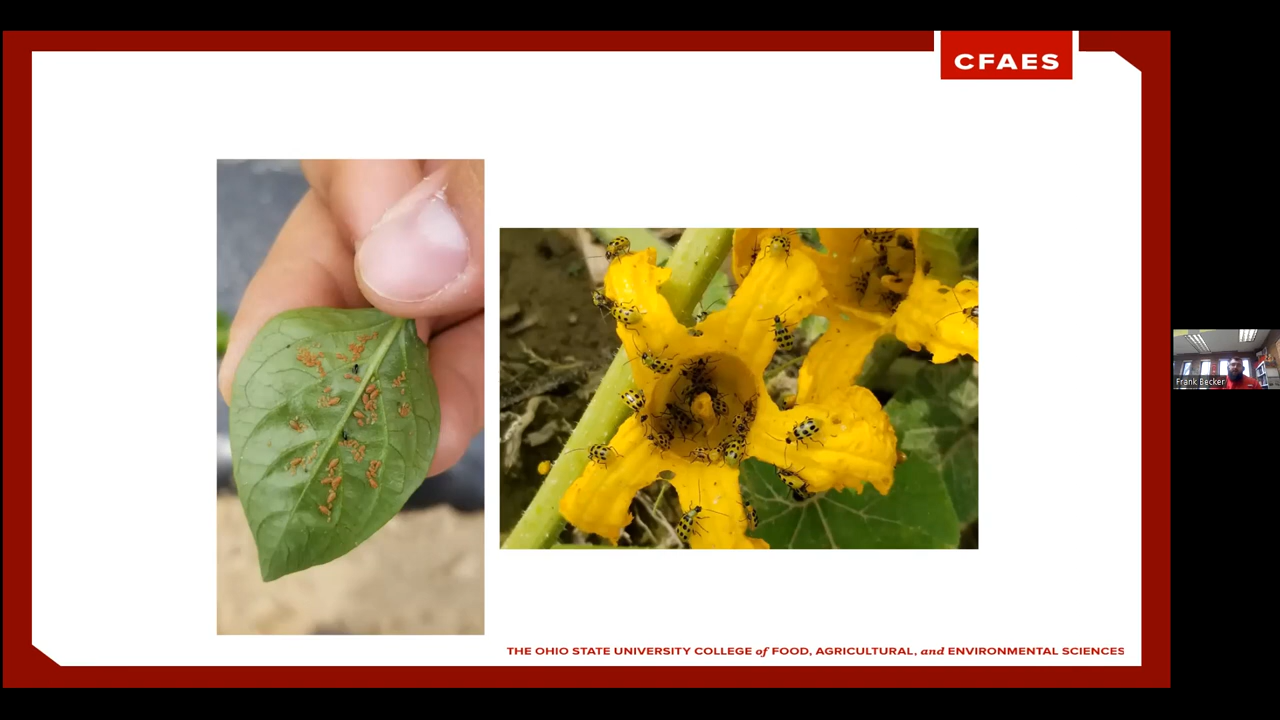 CFAES
Frank Becker
THE OHIO STATE UNIVERSITY COLLEGE of FOOD, AGRICULTURAL, and ENVIRONMENTAL SCIENCES